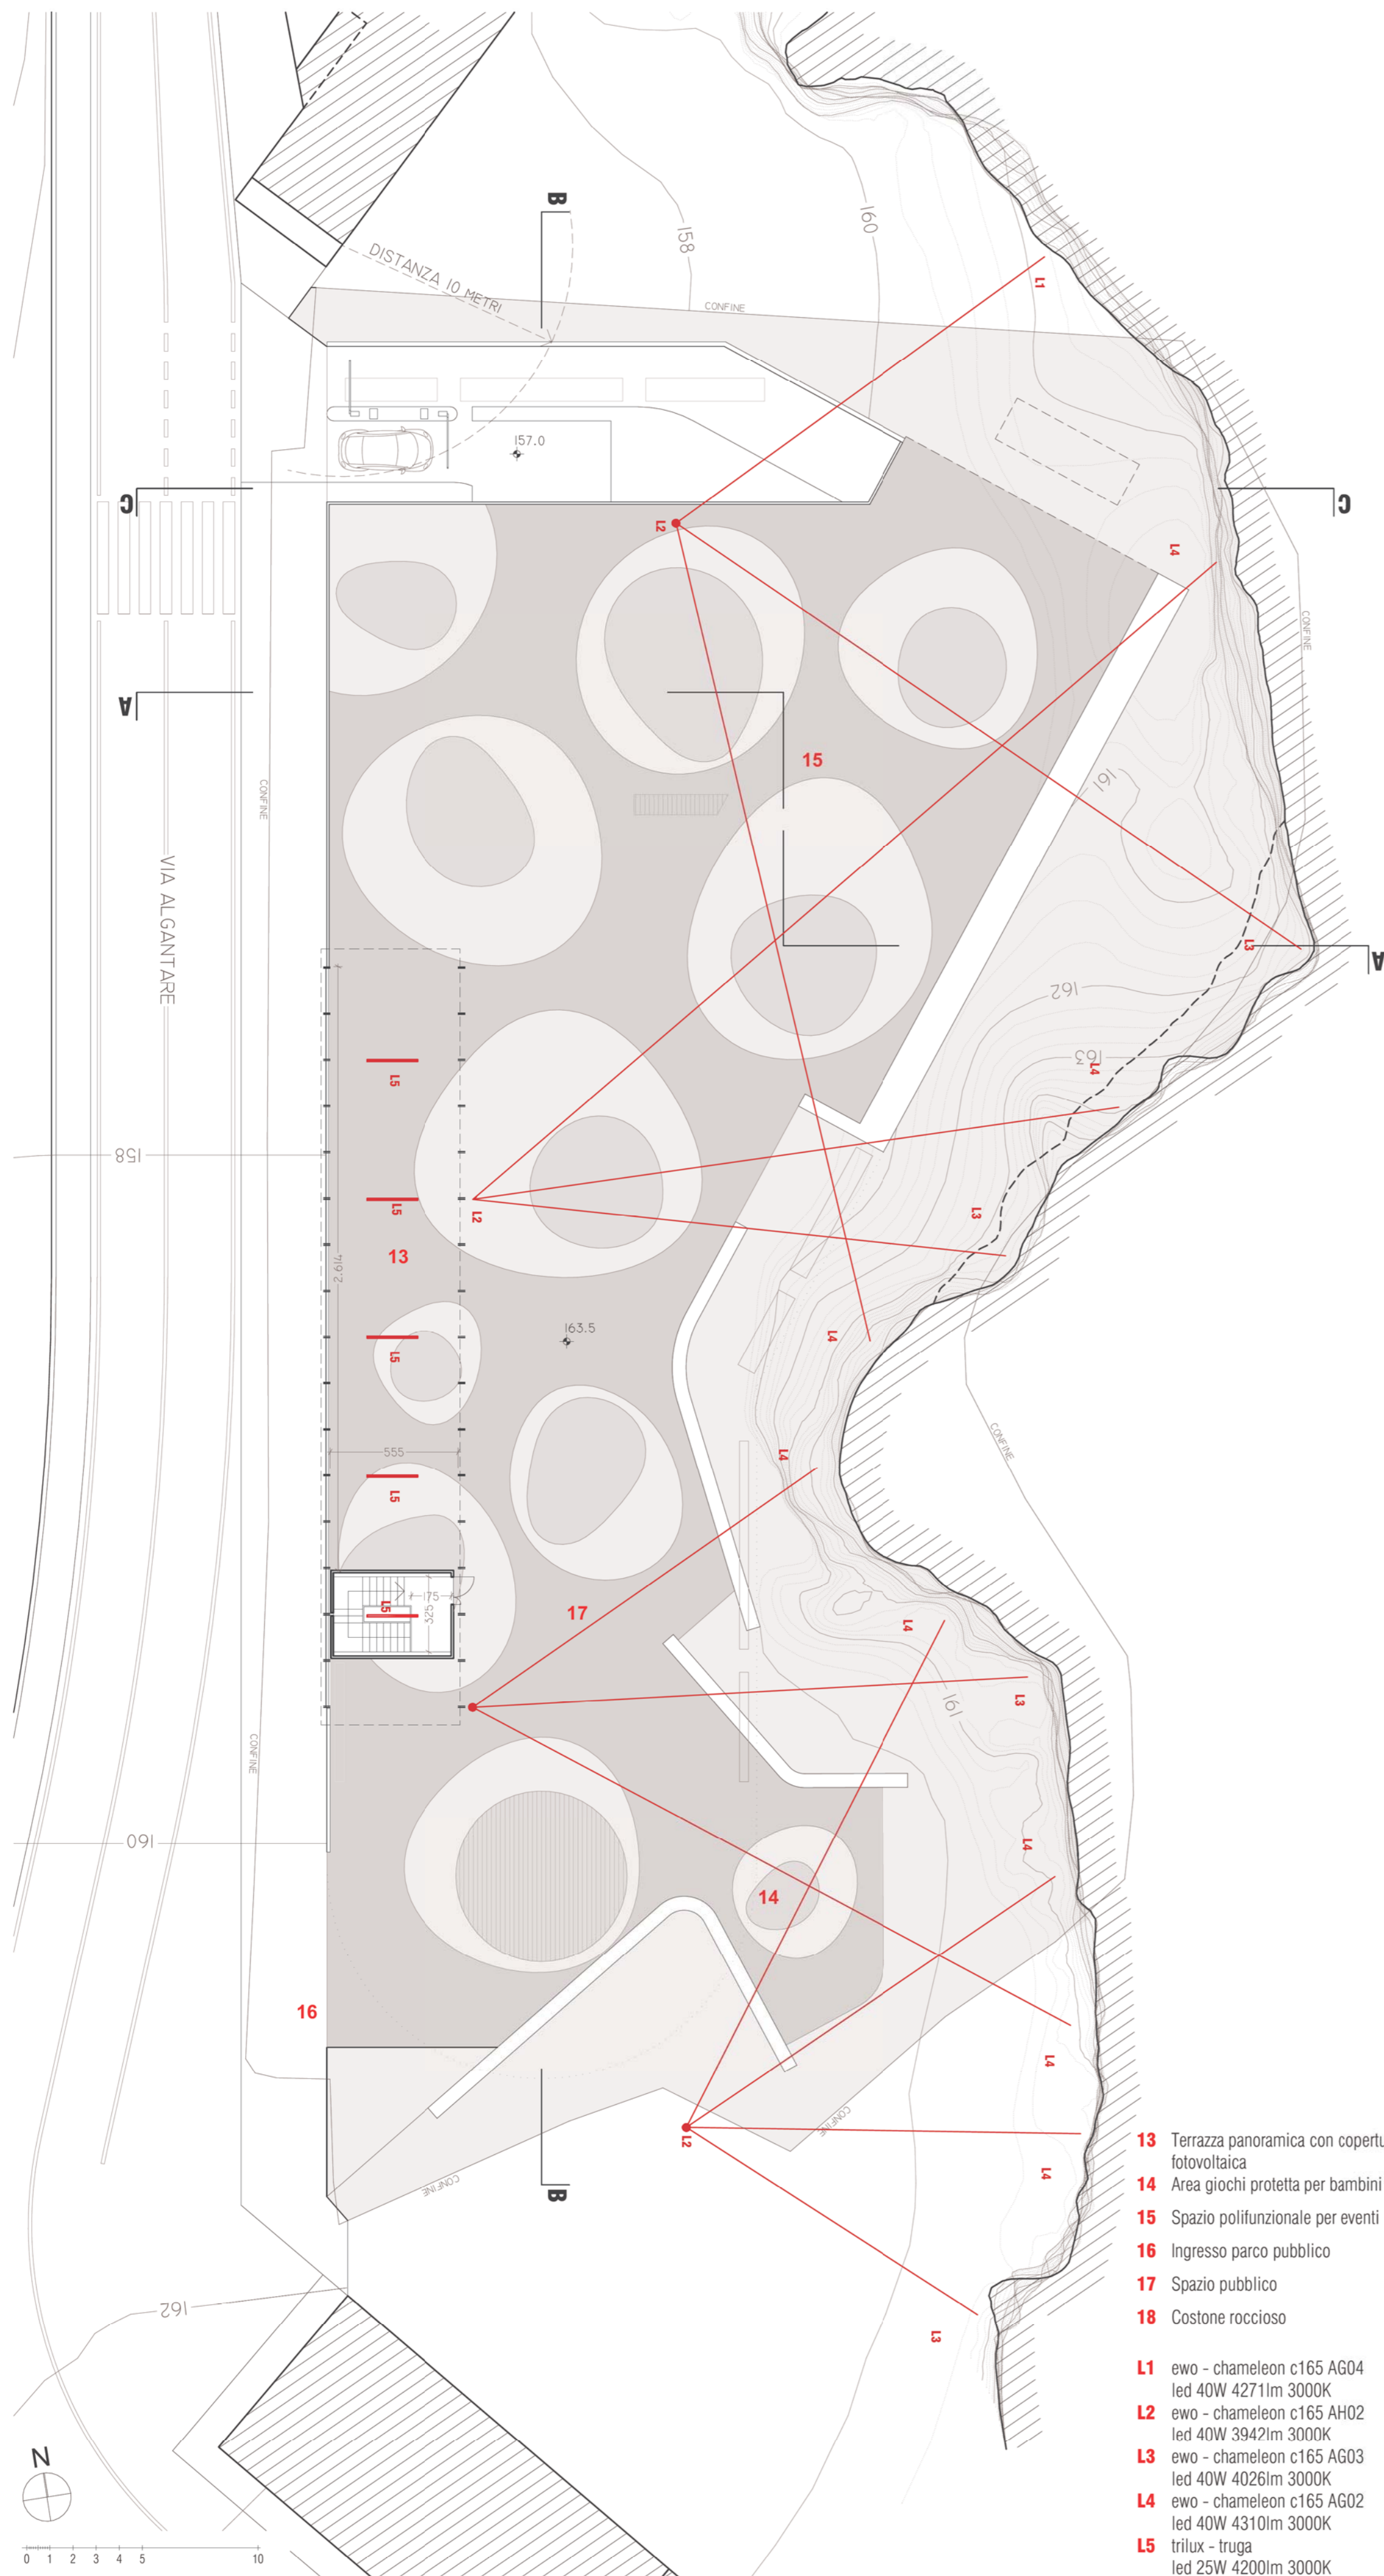 B
158
160
L1
DISTANZA 10 METRI
CONFINE
157.0
C
C
L2
L4
CONFINE
A
15
161
CONFINE
VIA ALGANTARE
L3
A
162
163
L4
L5
158
L5
L2
L3
13
719.2
163.5
L4
555
L4
CONFINE
L5
L5
175
325
L5
17
L4
L3
161
CONFINE
160
L4
14
16
L4
CONFINE
L2
L4
CONFINE
B
162
L3
13 Terrazza panoramica con copertu
fotovoltaica
14 Area giochi protetta per bambini
15 Spazio polifunzionale per eventi
16 Ingresso parco pubblico
17 Spazio pubblico
18 Costone roccioso
L1 ewo - chameleon c165 AG04
led 40W 4271lm 3000K
L2 ewo - chameleon c165 AH02
led 40W 3942lm 3000K
L3 ewo - chameleon c165 AG03
led 40W 4026lm 3000K
L4 ewo - chameleon c165 AG02
led 40W 4310lm 3000K
L5 trilux - truga
led 25W 4200lm 3000K
N
0 1 2 3 4 5 10